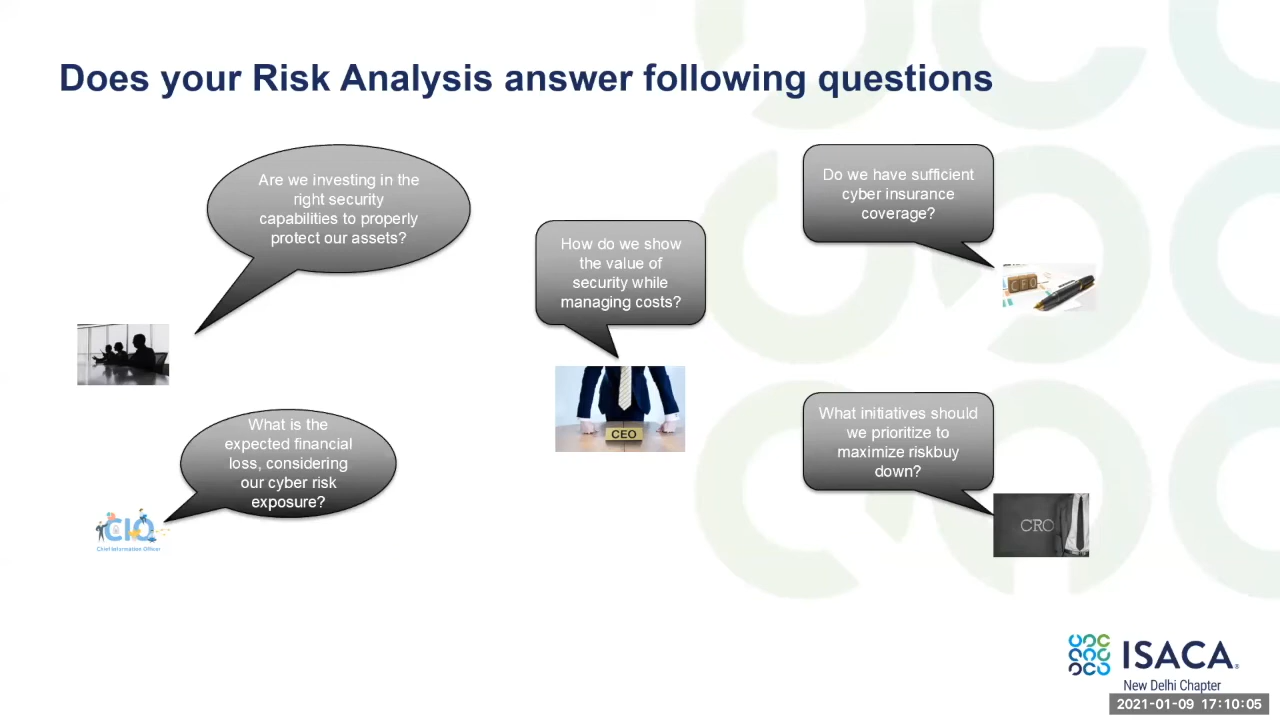 Does your Risk Analysis answer following questions
Are we investing in the
right security
capabilities to properly
protect our assets?
Do we have sufficient
cyber insurance
coverage?
How do we show
the value of
security while
managing costs?
CFO
CEO
What is the
expected financial
loss, considering
our cyber risk
exposure?
What initiatives should
we prioritize to
maximize riskbuy
down?
CIO
Chief Information Officer
CRO
ISACA®
New Delhi Chapter
2021-01-09 17:10:05